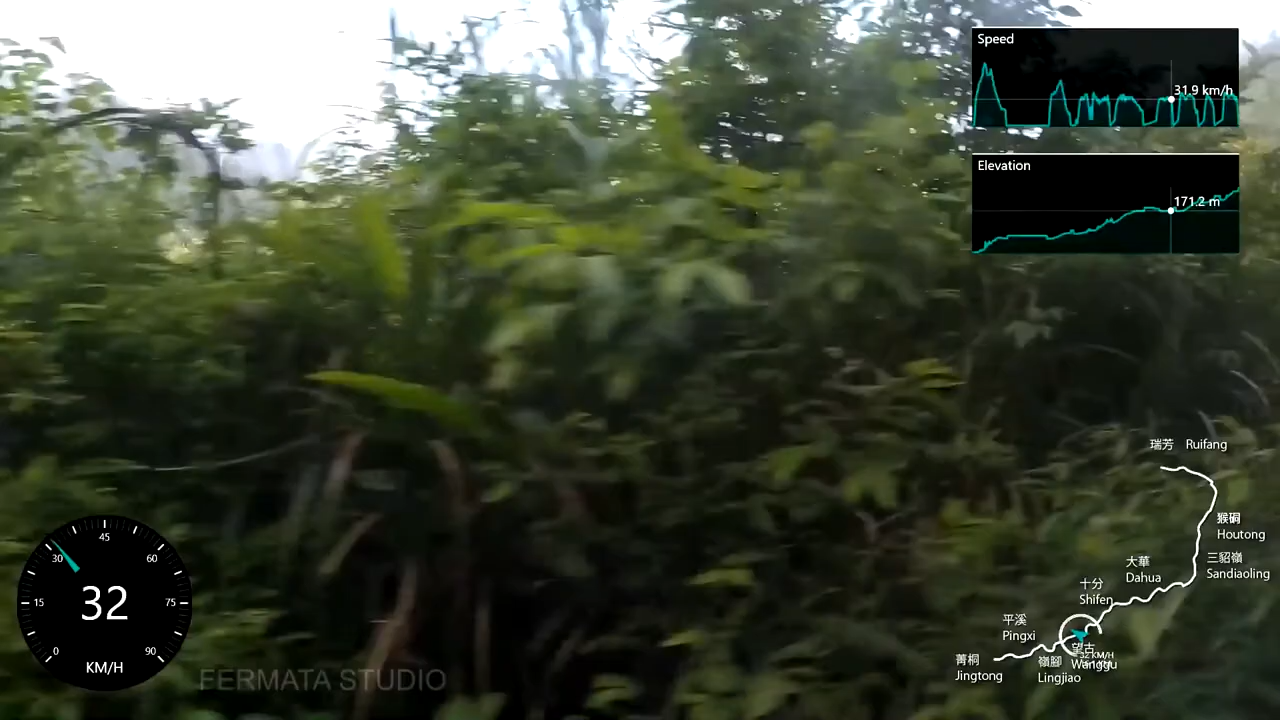 Speed
31.9 km/h
Elevation
171.2 m
瑞芳 Ruifang
猴硐
Houtong
三貂嶺
Sandiaoling
大華
Dahua
十分
Shifen
平溪
Pingxi
望古
Wanggu
嶺腳
Lingjiao
菁桐
Jingtong
45
30
60
15
75
0
90
32
KM/H
FERMATA STUDIO